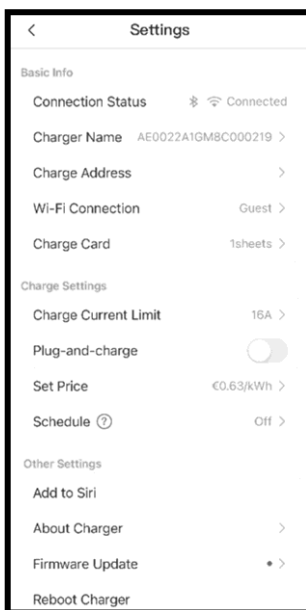 Settings
Basic Info
Connection Status Connected
Charger Name AE0022A1GM8C000219
Charge Address
Wi-Fi Connection Guest
Charge Card 1sheets
Charge Settings
Charge Current Limit 16A
Plug-and-charge
Set Price €0.63/kWh
Schedule ? Off
Other Settings
Add to Siri
About Charger
Firmware Update
Reboot Charger